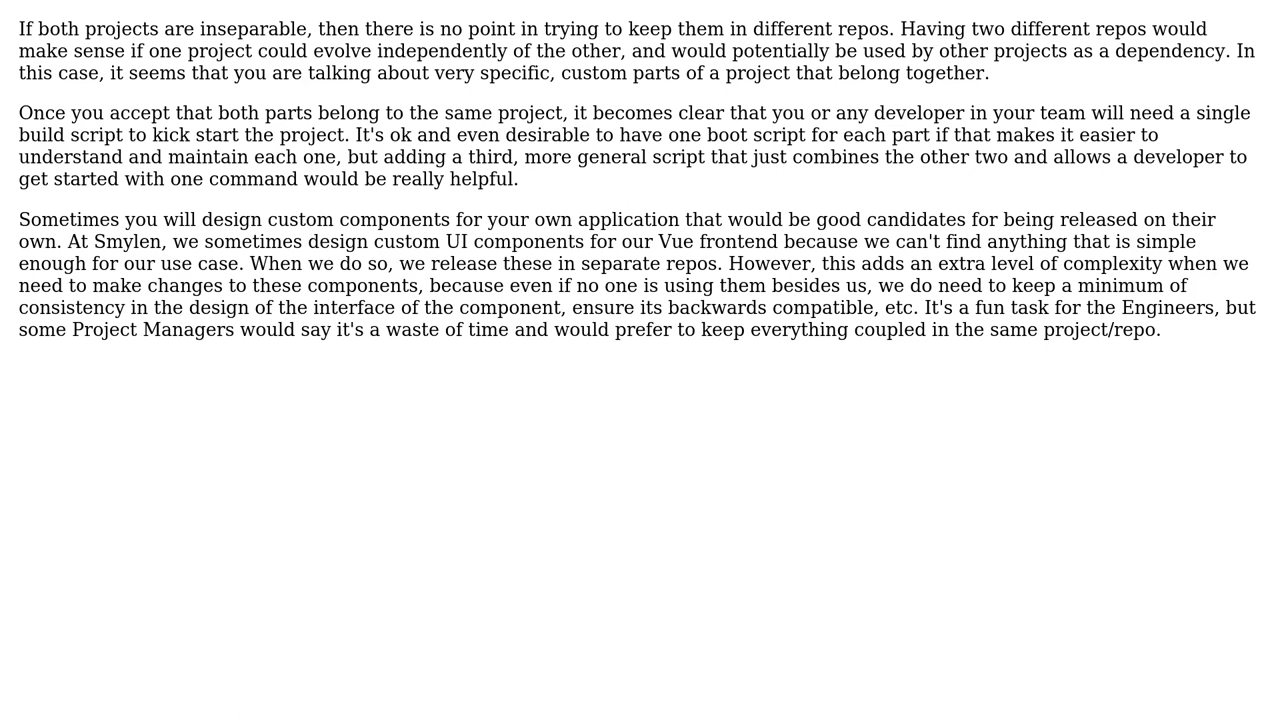 If both projects are inseparable, then there is no point in trying to keep them in different repos. Having two different repos would
make sense if one project could evolve independently of the other, and would potentially be used by other projects as a dependency. In
this case, it seems that you are talking about very specific, custom parts of a project that belong together.
Once you accept that both parts belong to the same project, it becomes clear that you or any developer in your team will need a single
build script to kick start the project. It's ok and even desirable to have one boot script for each part if that makes it easier to
understand and maintain each one, but adding a third, more general script that just combines the other two and allows a developer to
get started with one command would be really helpful.
Sometimes you will design custom components for your own application that would be good candidates for being released on their
own. At Smylen, we sometimes design custom UI components for our Vue frontend because we can't find anything that is simple
enough for our use case. When we do so, we release these in separate repos. However, this adds an extra level of complexity when we
need to make changes to these components, because even if no one is using them besides us, we do need to keep a minimum of
consistency in the design of the interface of the component, ensure its backwards compatible, etc. It's a fun task for the Engineers, but
some Project Managers would say it's a waste of time and would prefer to keep everything coupled in the same project/repo.